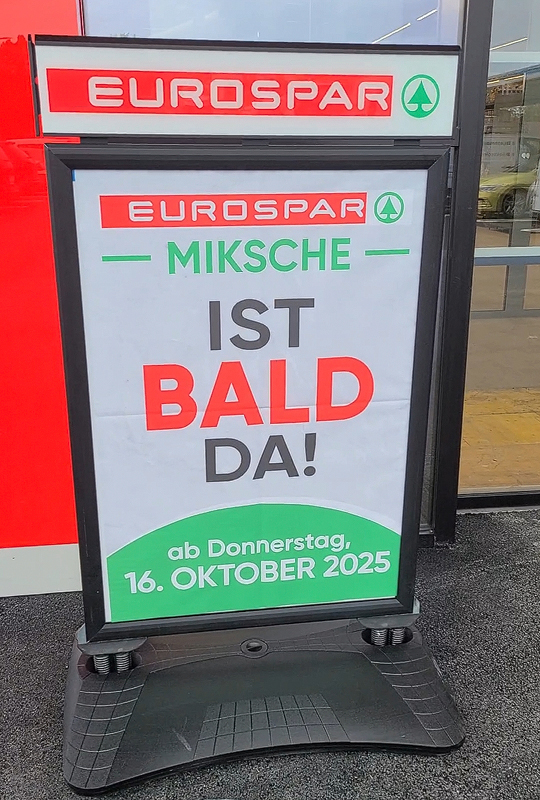 EUROSPAR
EUROSPAR
MIKSCHE
IST
BALD
DA!
ab Donnerstag,
16. OKTOBER 2025